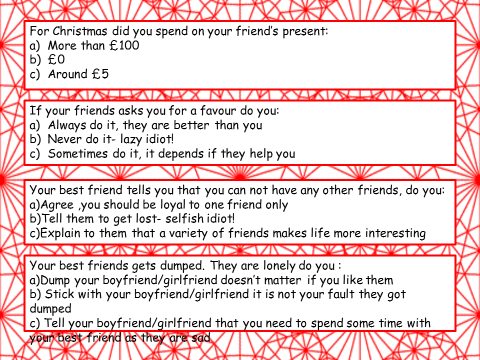 For Christmas did you spend on your friend's present:
a) More than £100
b) £0
c) Around £5
If your friends asks you for a favour do you:
a) Always do it, they are better than you
b) Never do it- lazy idiot!
c) Sometimes do it, it depends if they help you
Your best friend tells you that you can not have any other friends, do you:
a)Agree ,you should be loyal to one friend only
b)Tell them to get lost- selfish idiot!
c)Explain to them that a variety of friends makes life more interesting
Your best friends gets dumped. They are lonely do you :
a)Dump your boyfriend/girlfriend doesn't matter if you like them
b) Stick with your boyfriend/girlfriend it is not your fault they got
dumped
c) Tell your boyfriend/girlfriend that you need to spend some time with
your best friend as they are sad